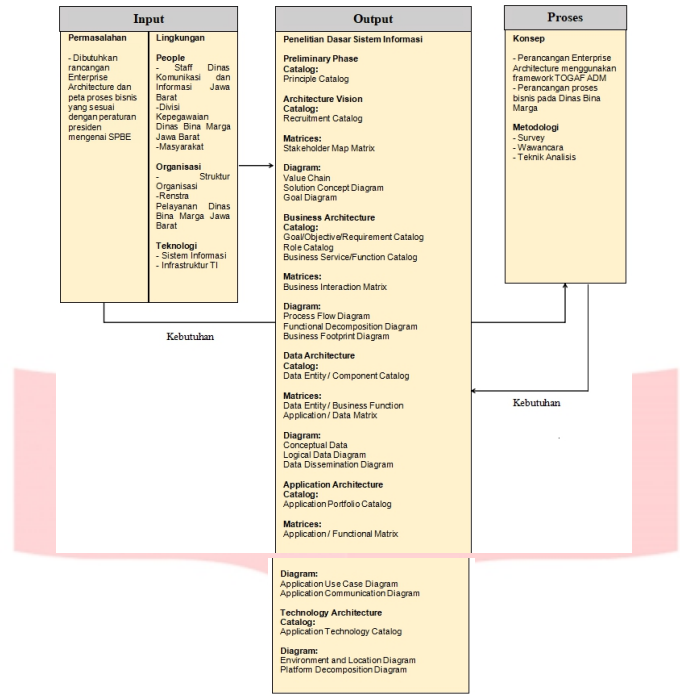 Input
Permasalahan
- Dibutuhkan
rancangan
Enterprise
Architecture dan
peta proses bisnis
yang sesuai
dengan peraturan
presiden
mengenai SPBE
Lingkungan
People
- Staff Dinas
Komunikasi dan
Informasi Jawa
Barat
-Divisi
Kepegawaian
Dinas Bina Marga
Jawa Barat
-Masyarakat
Organisasi
- Struktur
Organisasi
-Renstra
Pelayanan Dinas
Bina Marga Jawa
Barat
Teknologi
- Sistem Informasi
- Infrastruktur TI
Kebutuhan
Output
Penelitian Dasar Sistem Informasi
Preliminary Phase
Catalog:
Principle Catalog
Architecture Vision
Catalog:
Recruitment Catalog
Matrices:
Stakeholder Map Matrix
Diagram:
Value Chain
Solution Concept Diagram
Goal Diagram
Business Architecture
Catalog:
Goal/Objective/Requirement Catalog
Role Catalog
Business Service/Function Catalog
Matrices:
Business Interaction Matrix
Diagram:
Process Flow Diagram
Functional Decomposition Diagram
Business Footprint Diagram
Data Architecture
Catalog:
Data Entity / Component Catalog
Matrices:
Data Entity / Business Function
Application / Data Matrix
Diagram:
Conceptual Data
Logical Data Diagram
Data Dissemination Diagram
Application Architecture
Catalog:
Application Portfolio Catalog
Matrices:
Application / Functional Matrix
Diagram:
Application Use Case Diagram
Application Communication Diagram
Technology Architecture
Catalog:
Application Technology Catalog
Diagram:
Environment and Location Diagram
Platform Decomposition Diagram
Proses
Konsep
- Perancangan Enterprise
Architecture menggunakan
framework TOGAF ADM
- Perancangan proses
bisnis pada Dinas Bina
Marga
Metodologi
- Survey
- Wawancara
- Teknik Analisis
Kebutuhan